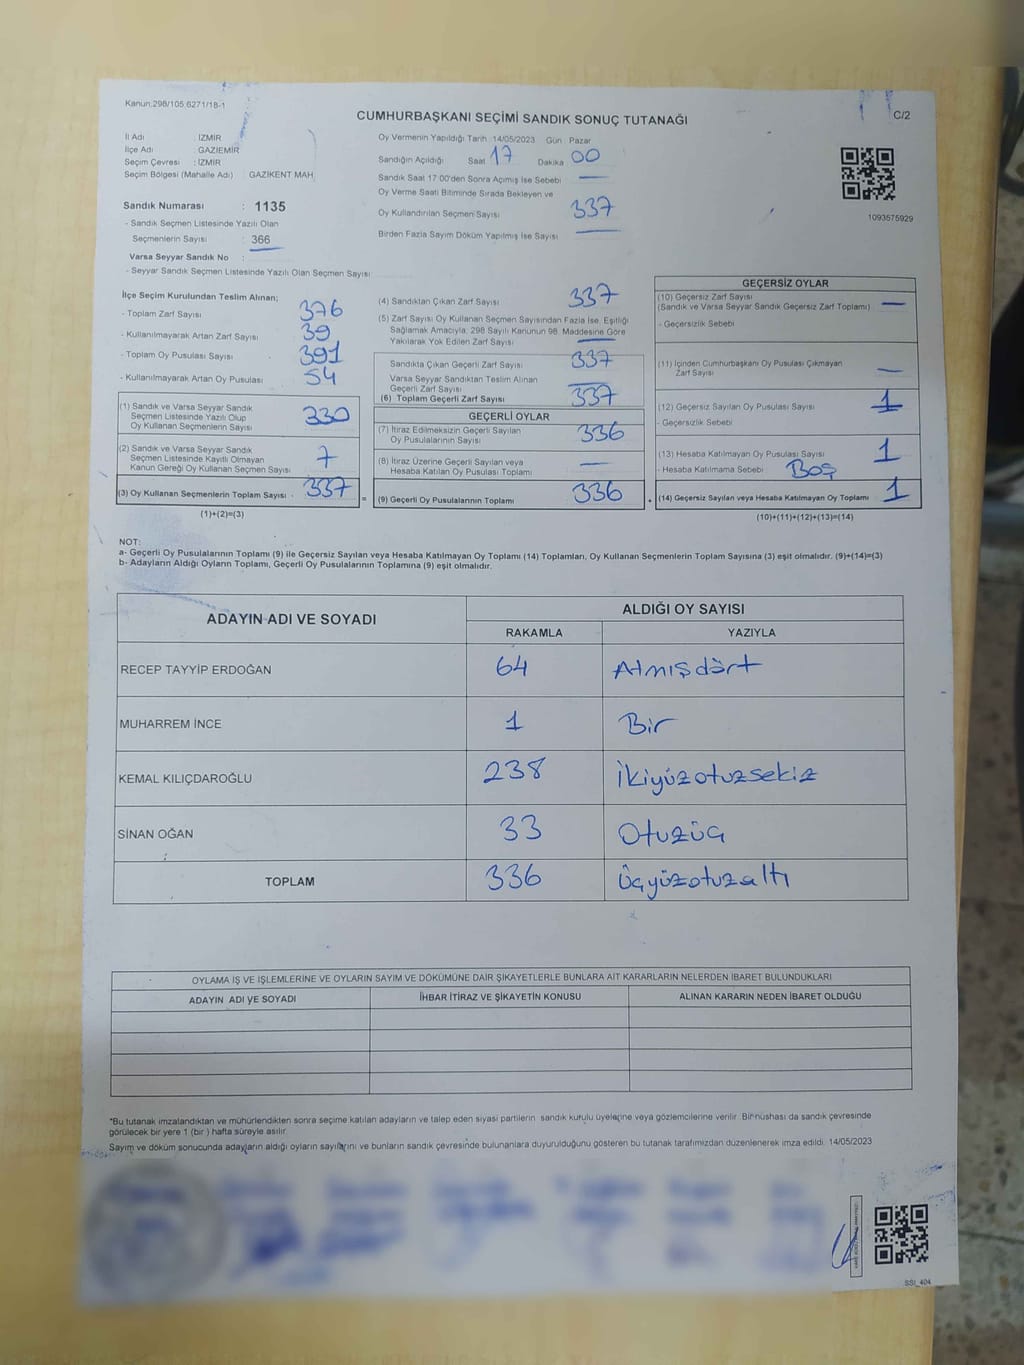 Kanun.298/105.6271/18-1
C/2
CUMHURBAŞKANI SEÇİMİ SANDIK SONUÇ TUTANAĞI
İl Adı : İZMİR
İlçe Adı : GAZİEMİR
Seçim Çevresi : İZMİR
Seçim Bölgesi (Mahalle Adı) : GAZİKENT MAH.
Sandık Numarası : 1135
- Sandık Seçmen Listesinde Yazılı Olan
Seçmenlerin Sayısı : 366
Varsa Seyyar Sandık No :
- Seyyar Sandık Seçmen Listesinde Yazılı Olan Seçmen Sayısı:
Oy Vermenin Yapıldığı Tarih :14/05/2023 Gün : Pazar
Sandığın Açıldığı Saat 17 Dakika 00
Sandık Saat 17:00'den Sonra Açımış İse Sebebi —
Oy Verme Saati Bitiminde Sırada Bekleyen ve
Oy Kullandırılan Seçmen Sayısı 337
Birden Fazla Sayım Döküm Yapılmış İse Sayısı —
1093575929
İlçe Seçim Kurulundan Teslim Alınan;
- Toplam Zarf Sayısı : 376
- Kullanılmayarak Artan Zarf Sayısı : 39
- Toplam Oy Pusulası Sayısı : 391
- Kullanılmayarak Artan Oy Pusulası : 54
(1) Sandık ve Varsa Seyyar Sandık
Seçmen Listesinde Yazılı Olup
Oy Kullanan Seçmenlerin Sayısı 330
(2) Sandık ve Varsa Seyyar Sandık
Seçmen Listesinde Kayıtlı Olmayan
Kanun Gereği Oy Kullanan Seçmen Sayısı 7
(3) Oy Kullanan Seçmenlerin Toplam Sayısı : 337
(1)+(2)=(3)
=
(4) Sandıktan Çıkan Zarf Sayısı 337
(5) Zarf Sayısı Oy Kullanan Seçmen Sayısından Fazla İse, Eşitliği
Sağlamak Amacıyla, 298 Sayılı Kanunun 98. Maddesine Göre
Yakılarak Yok Edilen Zarf Sayısı —
Sandıkta Çıkan Geçerli Zarf Sayısı 337
Varsa Seyyar Sandıktan Teslim Alınan
Geçerli Zarf Sayısı —
(6) Toplam Geçerli Zarf Sayısı 337
GEÇERLİ OYLAR
(7) İtiraz Edilmeksizin Geçerli Sayılan
Oy Pusulalarının Sayısı 336
(8) İtiraz Üzerine Geçerli Sayılan veya
Hesaba Katılan Oy Pusulası Toplamı —
(9) Geçerli Oy Pusulalarının Toplamı 336
+
GEÇERSİZ OYLAR
(10) Geçersiz Zarf Sayısı
(Sandık ve Varsa Seyyar Sandık Geçersiz Zarf Toplamı) —
- Geçersizlik Sebebi
(11) İçinden Cumhurbaşkanı Oy Pusulası Çıkmayan
Zarf Sayısı —
(12) Geçersiz Sayılan Oy Pusulası Sayısı
- Geçersizlik Sebebi
(13) Hesaba Katılmayan Oy Pusulası Sayısı 1
- Hesaba Katılmama Sebebi Boş
(14) Geçersiz Sayılan veya Hesaba Katılmayan Oy Toplamı 1
(10)+(11)+(12)+(13)=(14)
NOT:
a- Geçerli Oy Pusulalarının Toplamı (9) ile Geçersiz Sayılan veya Hesaba Katılmayan Oy Toplamı (14) Toplamları, Oy Kullanan Seçmenlerin Toplam Sayısına (3) eşit olmalıdır. (9)+(14)=(3)
b- Adayların Aldığı Oyların Toplamı, Geçerli Oy Pusulalarının Toplamına (9) eşit olmalıdır.
ADAYIN ADI VE SOYADI ALDIĞI OY SAYISI
RAKAMLA YAZIYLA
RECEP TAYYİP ERDOĞAN 64 Atmışdört
MUHARREM İNCE 1 Bir
KEMAL KILIÇDAROĞLU 238 İkiyüzotuzsekiz
SİNAN OĞAN 33 Otuzüç
TOPLAM 336 Üçyüzotuzaltı
OYLAMA İŞ VE İŞLEMLERİNE VE OYLARIN SAYIM VE DÖKÜMÜNE DAİR ŞİKAYETLERLE BUNLARA AİT KARARLARIN NELERDEN İBARET BULUNDUKLARI
ADAYIN ADI VE SOYADI İHBAR İTİRAZ VE ŞİKAYETİN KONUSU ALINAN KARARIN NEDEN İBARET OLDUĞU
*Bu tutanak imzalandıktan ve mühürlendikten sonra seçime katılan adayların ve talep eden siyasi partilerin sandık kurulu üyelerine veya gözlemcilerine verilir. Bir nüshası da sandık çevresinde
görülecek bir yere 1 (bir ) hafta süreyle asılır.
Sayım ve döküm sonucunda adayların aldığı oyların sayılarını ve bunların sandık çevresinde bulunanlara duyurulduğunu gösteren bu tutanak tarafımızdan düzenlenerek imza edildi. 14/05/2023
SSI_404